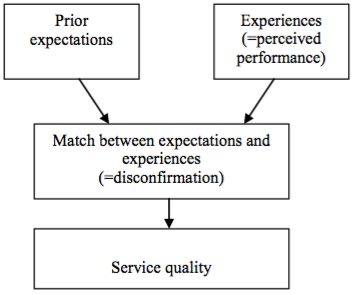 Prior
expectations
Experiences
(=perceived
performance)
Match between expectations and
experiences
(=disconfirmation)
Service quality